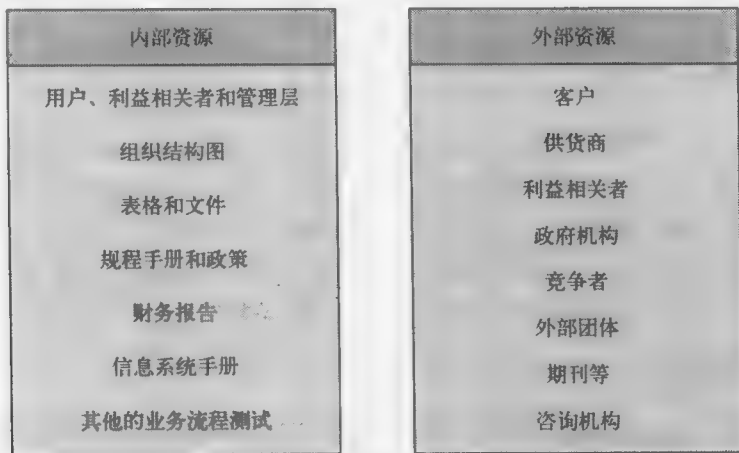 内部资源
用户、利益相关者和管理层
组织结构图
表格和文件
规程手册和政策
财务报告
信息系统手册
其他的业务流程测试
外部资源
客户
供货商
利益相关者
政府机构
竞争者
外部团体
期刊等
咨询机构